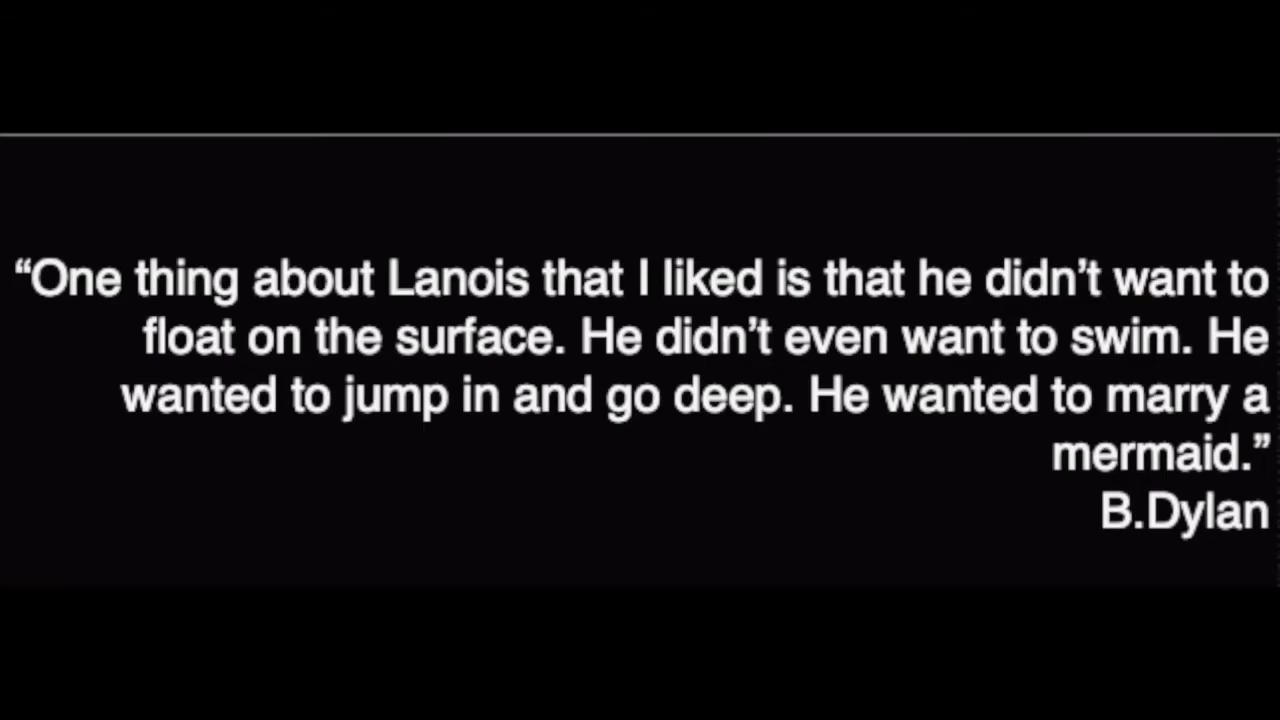 “One thing about Lanois that I liked is that he didn’t want to
float on the surface. He didn’t even want to swim. He
wanted to jump in and go deep. He wanted to marry a
mermaid.”
B.Dylan